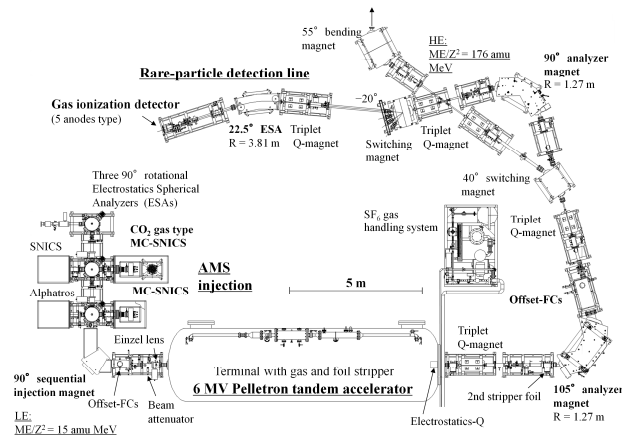 55° bending
magnet
HE:
ME/Z² = 176 amu
MeV
90° analyzer
magnet
R = 1.27 m
Rare-particle detection line
Gas ionization detector
(5 anodes type)
−20°
22.5° ESA
R = 3.81 m
Triplet
Q-magnet
Switching
magnet
Triplet
Q-magnet
40° switching
magnet
Three 90° rotational
Electrostatics Spherical
Analyzers (ESAs)
CO₂ gas type
MC-SNICS
SNICS
MC-SNICS
Alphatros
AMS
injection
SF₆ gas
handling system
Triplet
Q-magnet
Offset-FCs
5 m
Einzel lens
Terminal with gas and foil stripper
6 MV Pelletron tandem accelerator
Triplet
Q-magnet
90° sequential
injection magnet
Offset-FCs
Beam
attenuator
Electrostatics-Q
2nd stripper foil
105° analyzer
magnet
R = 1.27 m
LE:
ME/Z² = 15 amu MeV